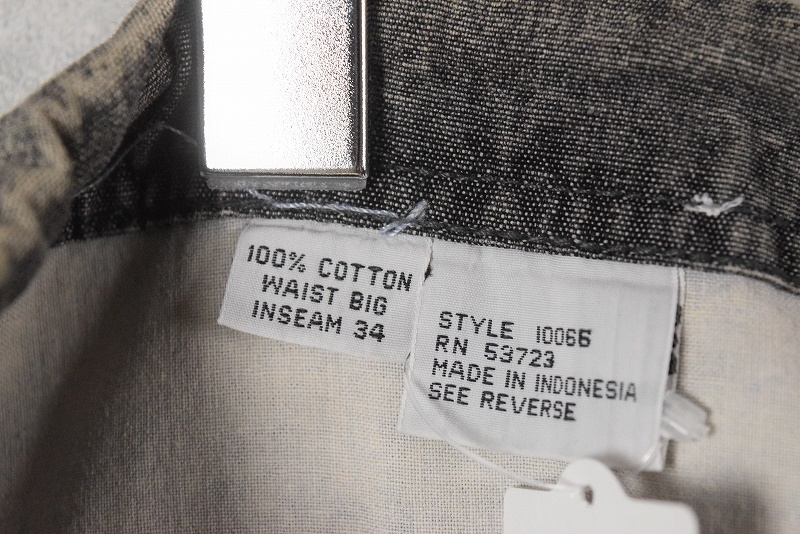 100% COTTON
WAIST BIG
INSEAM 34
STYLE 10066
RN 53723
MADE IN INDONESIA
SEE REVERSE